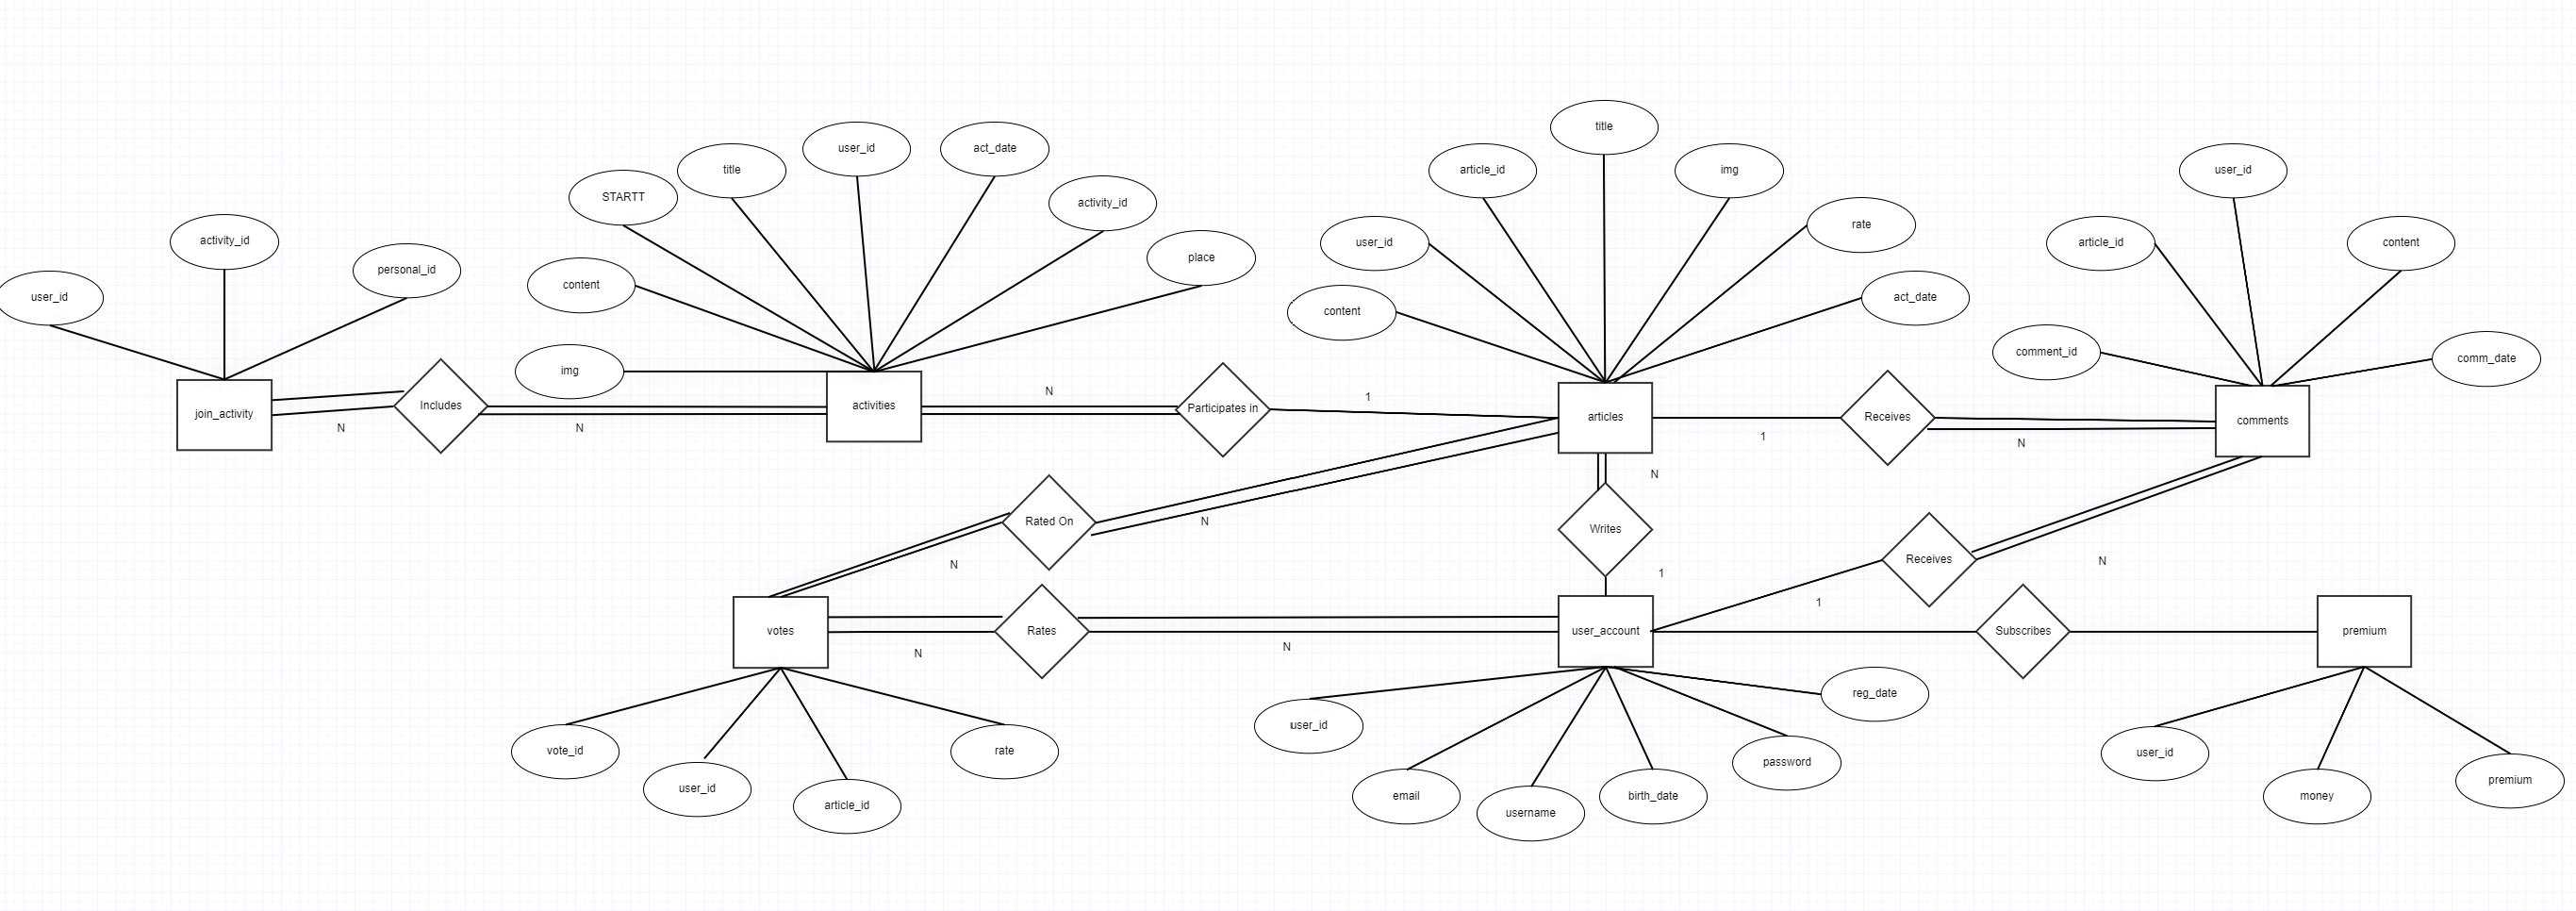 title
user_id
act_date
article_id
title
img
user_id
STARTT
activity_id
rate
user_id
article_id
content
activity_id
personal_id
place
user_id
content
content
act_date
comment_id
comm_date
img
join_activity
Includes
activities
Participates in
articles
Receives
comments
N
N
N
1
1
N
N
Rated On
N
Writes
N
Receives
N
1
1
votes
Rates
user_account
Subscribes
premium
N
N
vote_id
user_id
article_id
rate
user_id
email
username
birth_date
password
reg_date
user_id
money
premium